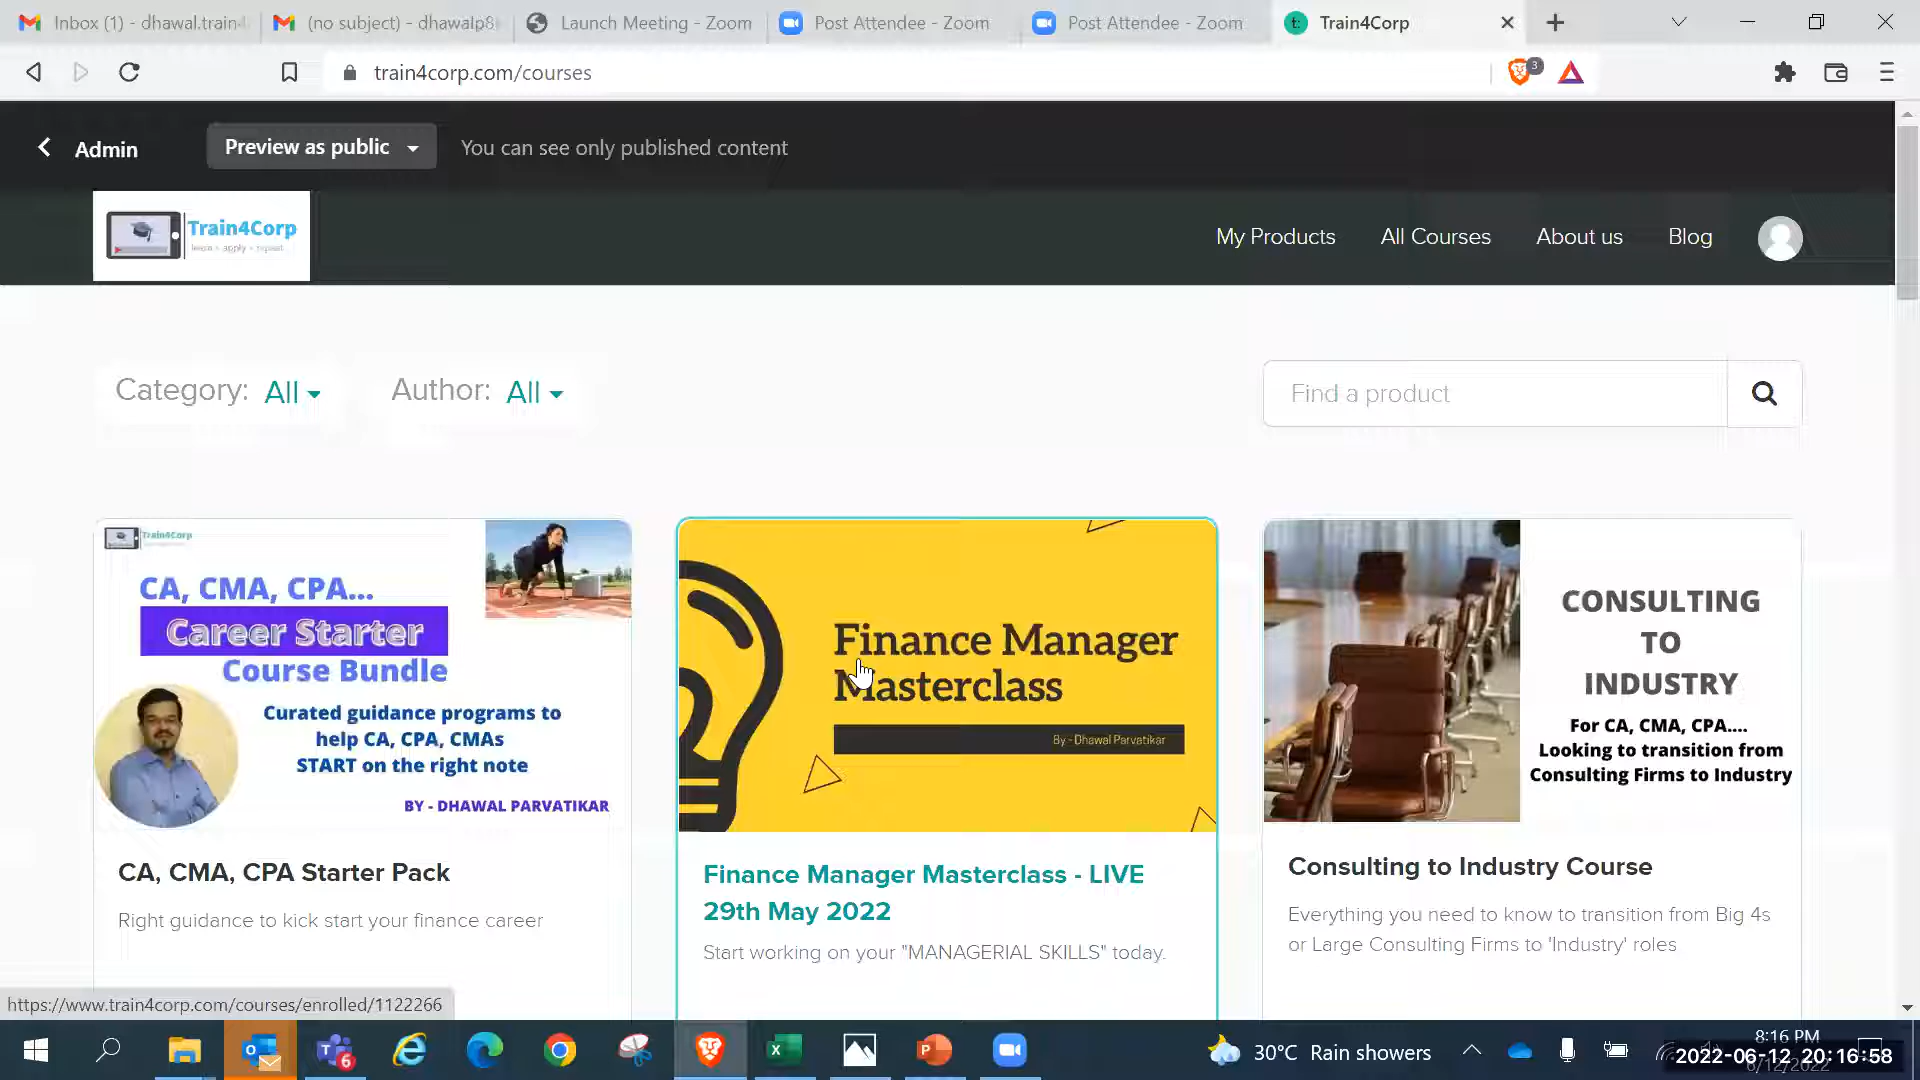 Inbox (1) - dhawal.train4
(no subject) - dhawalp8
Launch Meeting - Zoom
Post Attendee - Zoom
Post Attendee - Zoom
t: Train4Corp
train4corp.com/courses
3
Admin
Preview as public
You can see only published content
Train4Corp
learn - apply - repeat
My Products
All Courses
About us
Blog
Category: All
Author: All
Find a product
Train4Corp
CA, CMA, CPA...
Career Starter
Course Bundle
Curated guidance programs to
help CA, CPA, CMAs
START on the right note
BY - DHAWAL PARVATIKAR
CA, CMA, CPA Starter Pack
Right guidance to kick start your finance career
Finance Manager
Masterclass
By - Dhawal Parvatikar
Finance Manager Masterclass - LIVE
29th May 2022
Start working on your "MANAGERIAL SKILLS" today.
CONSULTING
TO
INDUSTRY
For CA, CMA, CPA....
Looking to transition from
Consulting Firms to Industry
Consulting to Industry Course
Everything you need to know to transition from Big 4s
or Large Consulting Firms to 'Industry' roles
https://www.train4corp.com/courses/enrolled/1122266
6
30°C Rain showers
8:16 PM
2022-06-12 20:16:58